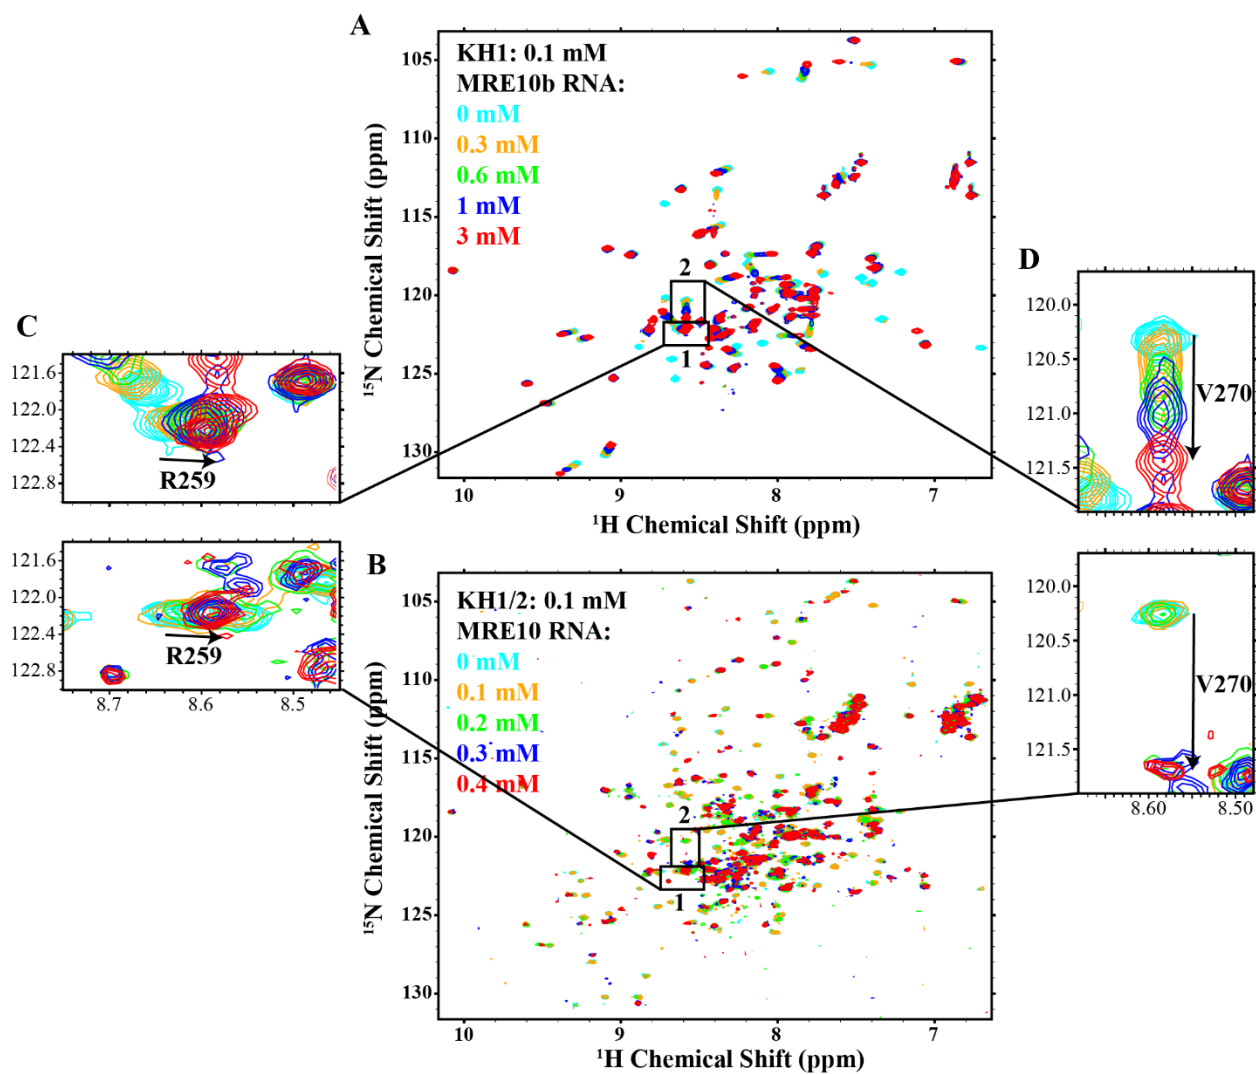 A
KH1: 0.1 mM
MRE10b RNA:
0 mM
0.3 mM
0.6 mM
1 mM
3 mM
105
110
115
120
125
130
¹⁵N Chemical Shift (ppm)
2
1
10
9
8
7
¹H Chemical Shift (ppm)
C
121.6
122.0
122.4
122.8
R259
D
120.0
120.5
121.0
121.5
V270
121.6
122.0
122.4
122.8
R259
8.7
8.6
8.5
B
KH1/2: 0.1 mM
MRE10 RNA:
0 mM
0.1 mM
0.2 mM
0.3 mM
0.4 mM
105
110
115
120
125
130
¹⁵N Chemical Shift (ppm)
2
1
10
9
8
7
¹H Chemical Shift (ppm)
120.0
120.5
121.0
121.5
V270
8.60
8.50